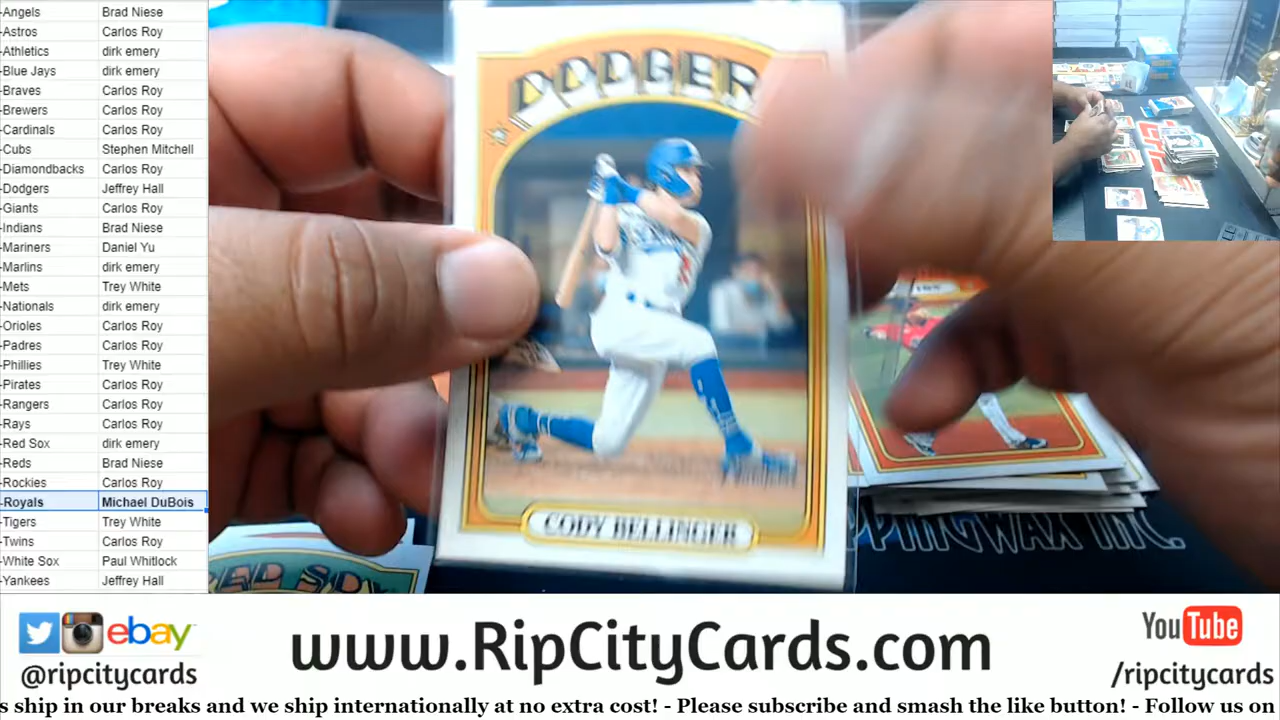 -Angels Brad Niese
-Astros Carlos Roy
-Athletics dirk emery
-Blue Jays dirk emery
-Braves Carlos Roy
-Brewers Carlos Roy
-Cardinals Carlos Roy
-Cubs Stephen Mitchell
-Diamondbacks Carlos Roy
-Dodgers Jeffrey Hall
-Giants Carlos Roy
-Indians Brad Niese
-Mariners Daniel Yu
-Marlins dirk emery
-Mets Trey White
-Nationals dirk emery
-Orioles Carlos Roy
-Padres Carlos Roy
-Phillies Trey White
-Pirates Carlos Roy
-Rangers Carlos Roy
-Rays Carlos Roy
-Red Sox dirk emery
-Reds Brad Niese
-Rockies Carlos Roy
-Royals Michael DuBois
-Tigers Trey White
-Twins Carlos Roy
-White Sox Paul Whitlock
-Yankees Jeffrey Hall
DODGER
CODY BELLINGER
RED SOX
PPINGWAX INC.
ebay
@ripcitycards
www.RipCityCards.com
YouTube
/ripcitycards
s ship in our breaks and we ship internationally at no extra cost! - Please subscribe and smash the like button! - Follow us on